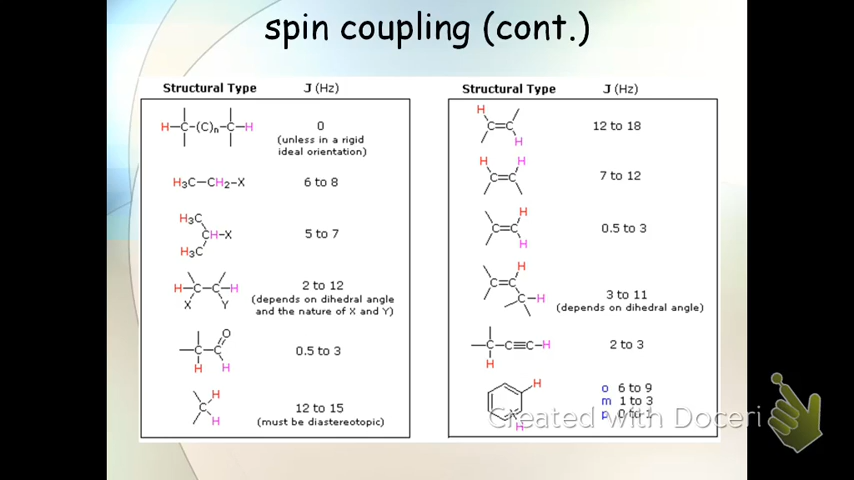 spin coupling (cont.)
Structural Type J (Hz)
H–C–(C)n–C–H 0
(unless in a rigid
ideal orientation)
H3C–CH2–X 6 to 8
H3C
CH–X 5 to 7
H3C
H–C–C–H 2 to 12
X Y (depends on dihedral angle
and the nature of X and Y)
O
C–C 0.5 to 3
H H
H
C 12 to 15
H (must be diastereotopic)
Structural Type J (Hz)
H
C=C 12 to 18
H
H H
C=C 7 to 12
H
C=C 0.5 to 3
H
H
C=C
C–H 3 to 11
(depends on dihedral angle)
C–C≡C–H 2 to 3
H
H
o 6 to 9
m 1 to 3
p 0 to 1
H
Created with Doceri